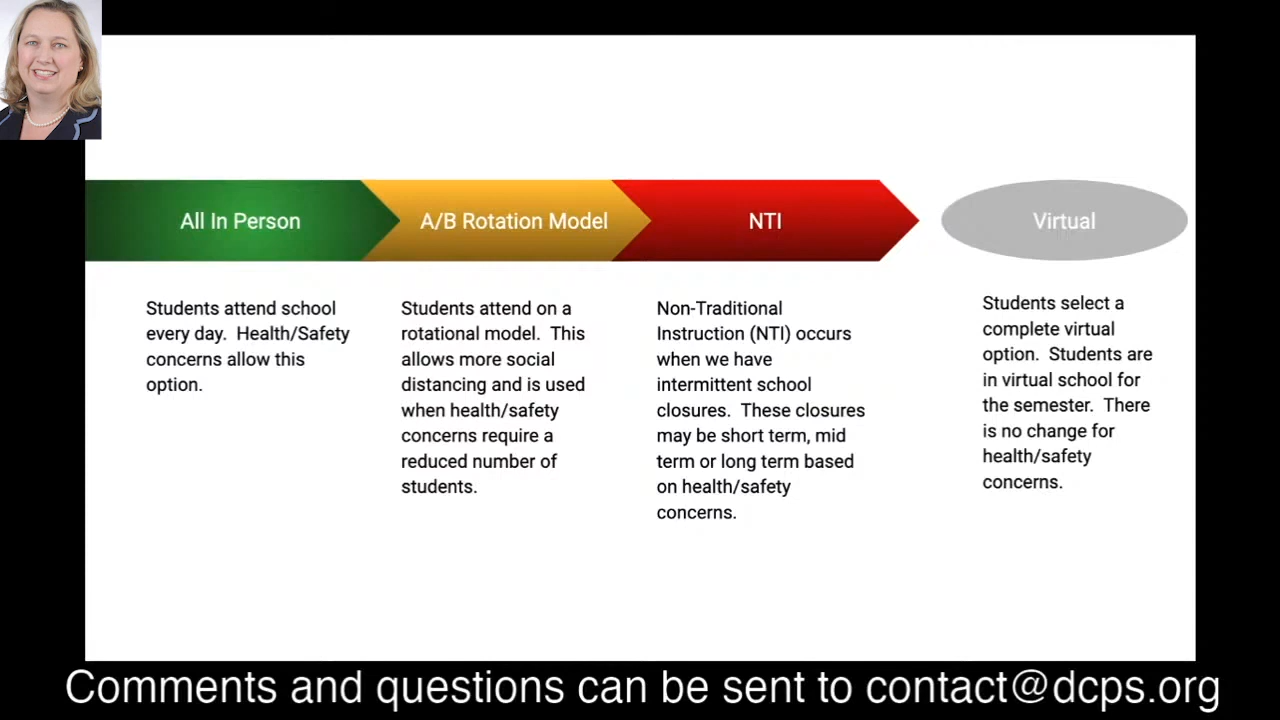 All In Person
A/B Rotation Model
NTI
Virtual
Students attend school
every day.  Health/Safety
concerns allow this
option.
Students attend on a
rotational model.  This
allows more social
distancing and is used
when health/safety
concerns require a
reduced number of
students.
Non-Traditional
Instruction (NTI) occurs
when we have
intermittent school
closures.  These closures
may be short term, mid
term or long term based
on health/safety
concerns.
Students select a
complete virtual
option.  Students are
in virtual school for
the semester.  There
is no change for
health/safety
concerns.
Comments and questions can be sent to contact@dcps.org